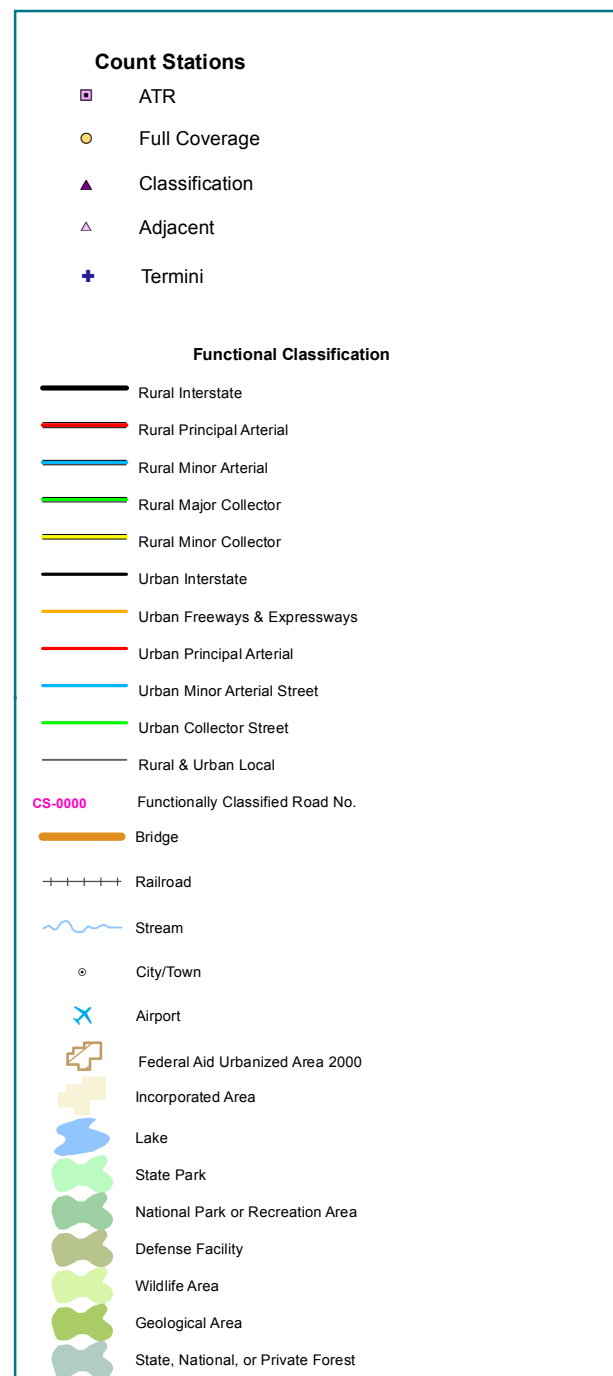 Count Stations
ATR
Full Coverage
Classification
Adjacent
Termini
Functional Classification
Rural Interstate
Rural Principal Arterial
Rural Minor Arterial
Rural Major Collector
Rural Minor Collector
Urban Interstate
Urban Freeways & Expressways
Urban Principal Arterial
Urban Minor Arterial Street
Urban Collector Street
Rural & Urban Local
CS-0000 Functionally Classified Road No.
Bridge
Railroad
Stream
City/Town
Airport
Federal Aid Urbanized Area 2000
Incorporated Area
Lake
State Park
National Park or Recreation Area
Defense Facility
Wildlife Area
Geological Area
State, National, or Private Forest